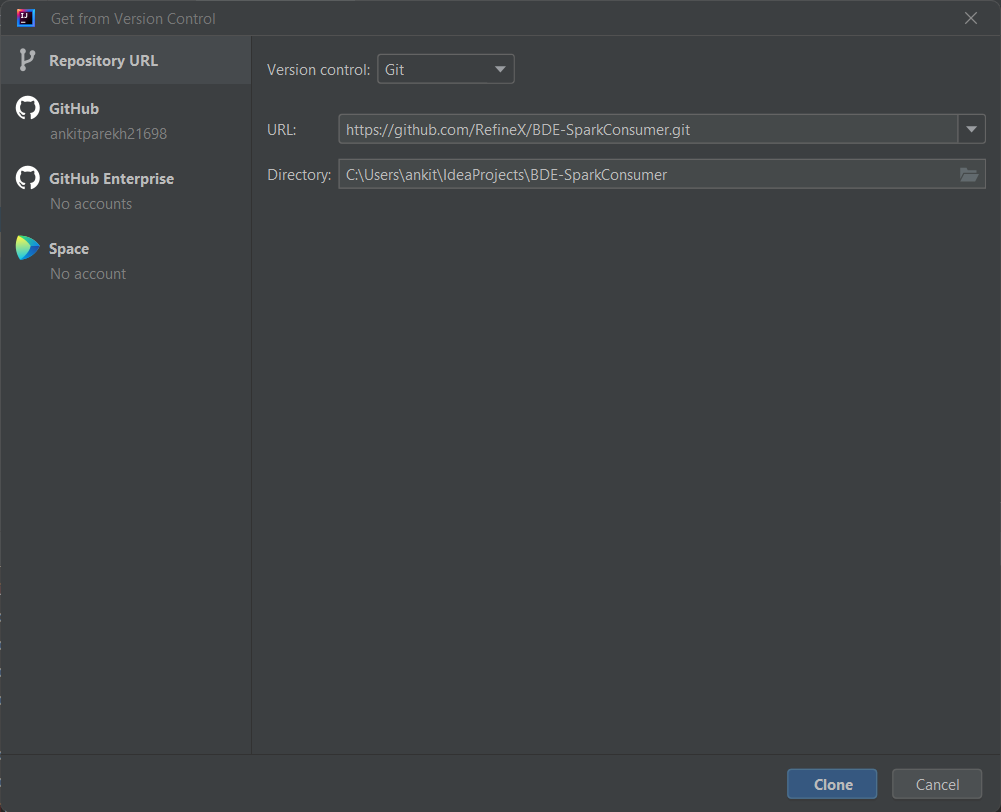 Get from Version Control
Repository URL
GitHub
ankitparekh21698
GitHub Enterprise
No accounts
Space
No account
Version control: Git
URL: https://github.com/RefineX/BDE-SparkConsumer.git
Directory: C:\Users\ankit\IdeaProjects\BDE-SparkConsumer
Clone Cancel